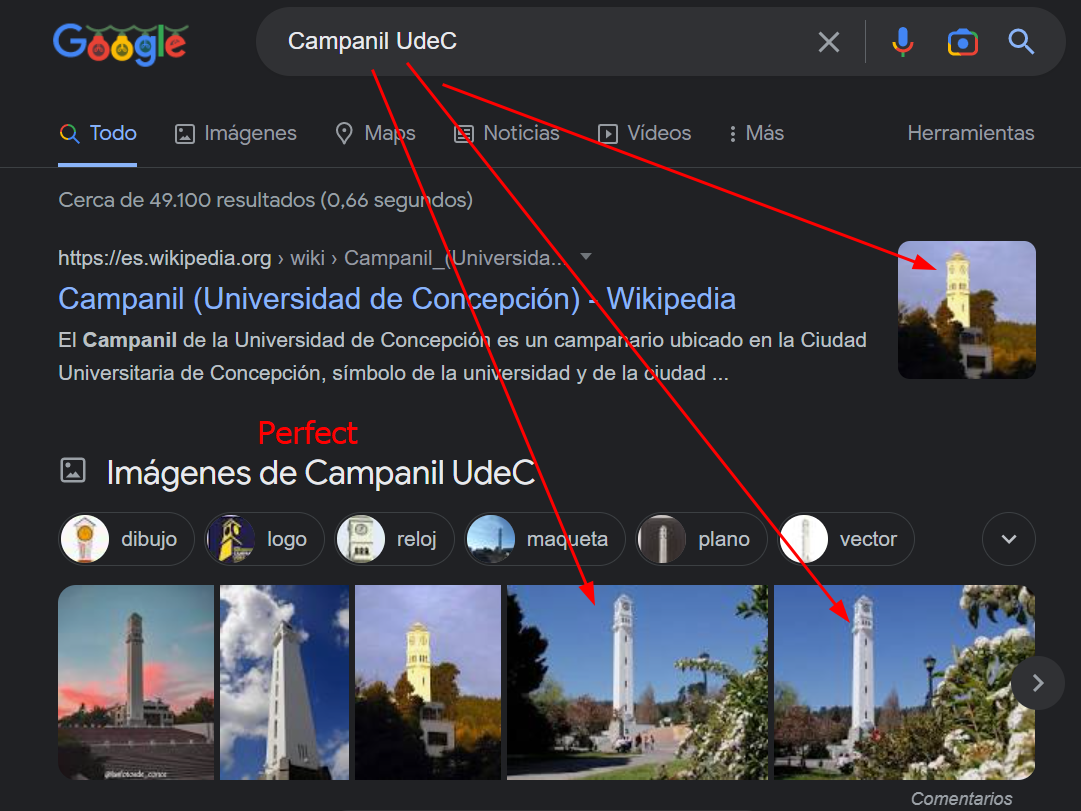 Google
Campanil UdeC
Todo Imágenes Maps Noticias Vídeos Más Herramientas
Cerca de 49.100 resultados (0,66 segundos)
https://es.wikipedia.org › wiki › Campanil_(Universida...
Campanil (Universidad de Concepción) - Wikipedia
El Campanil de la Universidad de Concepción es un campanario ubicado en la Ciudad
Universitaria de Concepción, símbolo de la universidad y de la ciudad ...
Perfect
Imágenes de Campanil UdeC
dibujo logo reloj maqueta plano vector
Comentarios